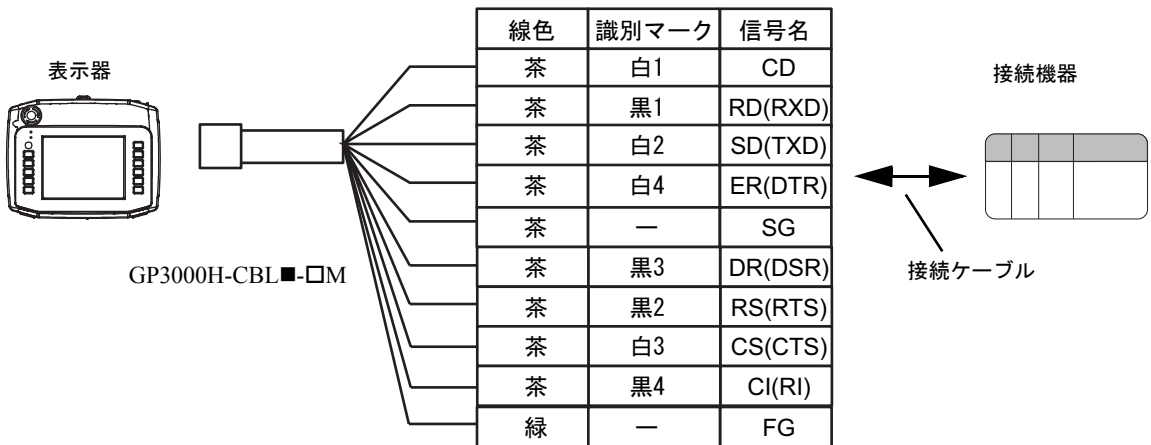 線色 識別マーク 信号名
茶 白1 CD
茶 黒1 RD(RXD)
茶 白2 SD(TXD)
茶 白4 ER(DTR)
茶 — SG
茶 黒3 DR(DSR)
茶 黒2 RS(RTS)
茶 白3 CS(CTS)
茶 黒4 CI(RI)
緑 — FG
表示器
GP3000H-CBL■-□M
接続機器
接続ケーブル